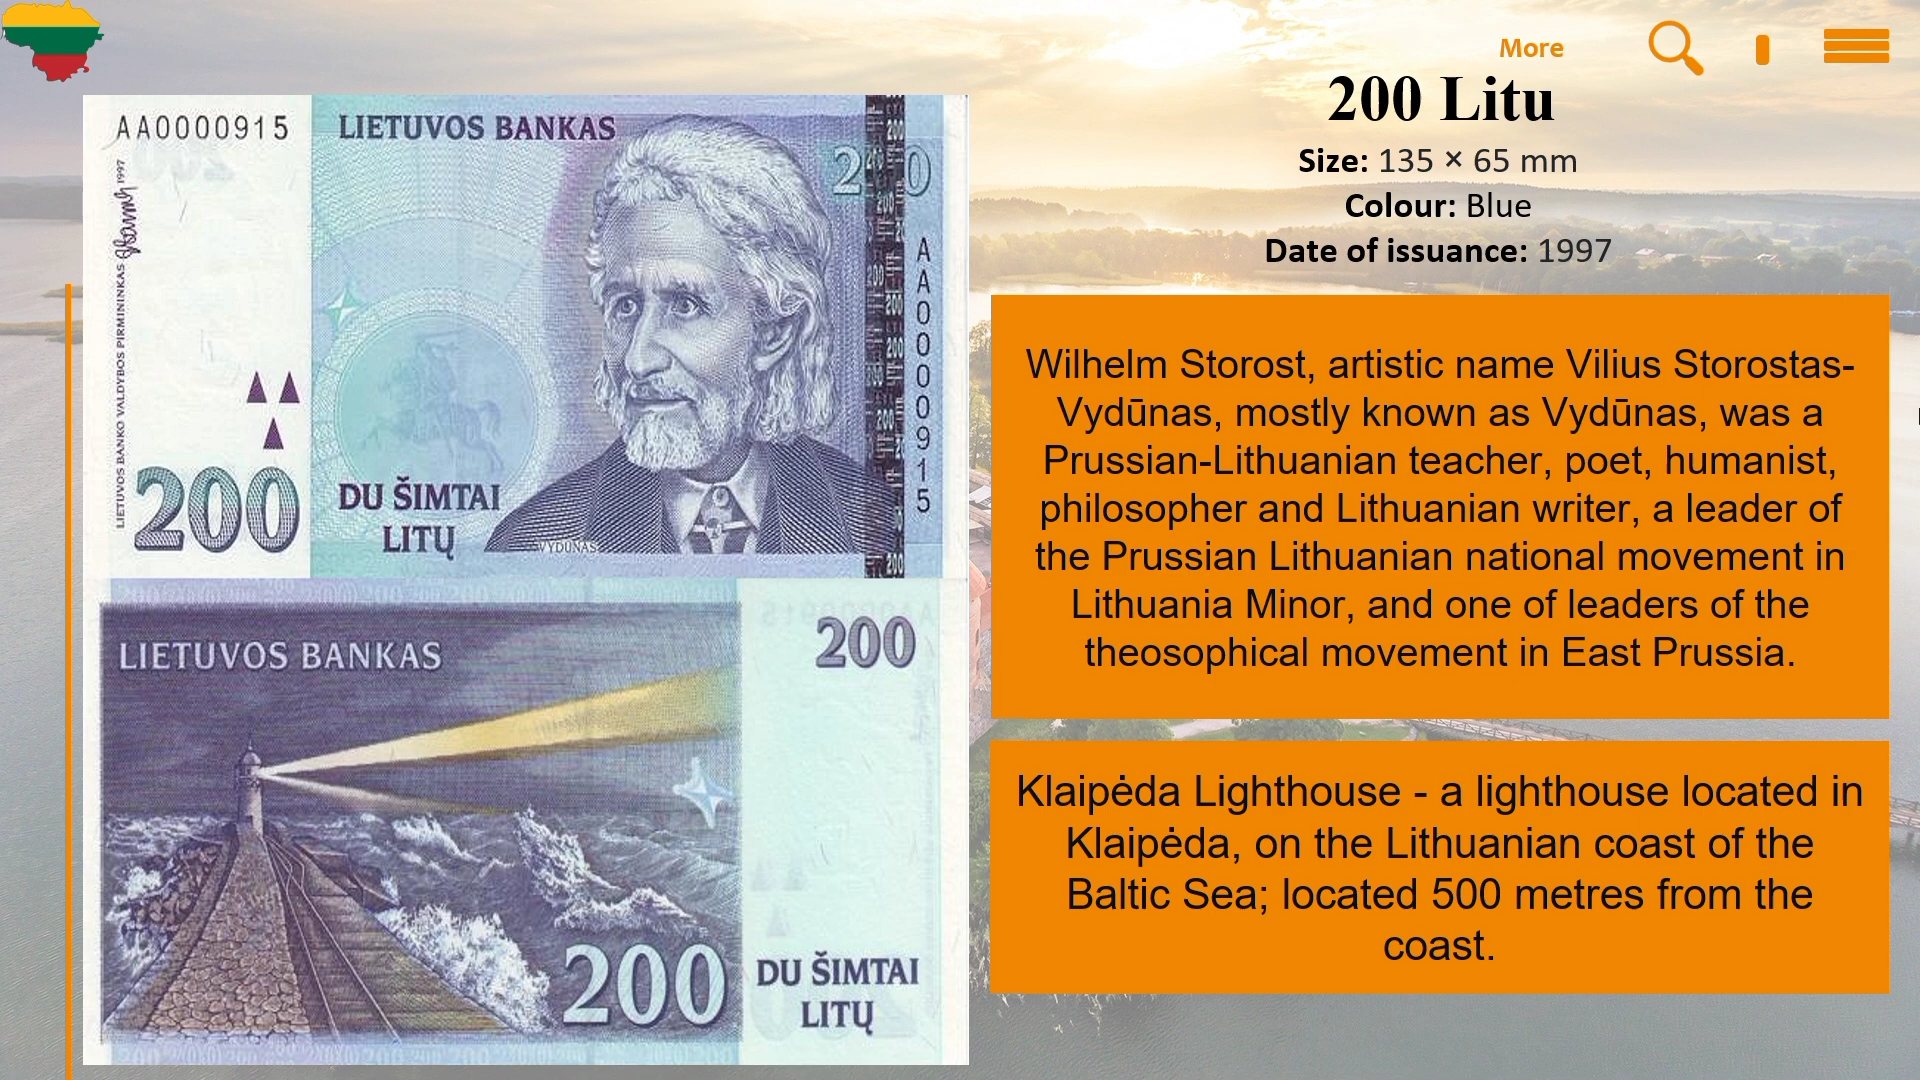 More
200 Litu
Size: 135 × 65 mm
Colour: Blue
Date of issuance: 1997
AA0000915
LIETUVOS BANKAS
200
LIETUVOS BANKO VALDYBOS PIRMININKAS
1997
AA0000915
200
DU ŠIMTAI
LITŲ
VYDŪNAS
LIETUVOS BANKAS
200
200
DU ŠIMTAI
LITŲ
Wilhelm Storost, artistic name Vilius Storostas-
Vydūnas, mostly known as Vydūnas, was a
Prussian-Lithuanian teacher, poet, humanist,
philosopher and Lithuanian writer, a leader of
the Prussian Lithuanian national movement in
Lithuania Minor, and one of leaders of the
theosophical movement in East Prussia.
Klaipėda Lighthouse - a lighthouse located in
Klaipėda, on the Lithuanian coast of the
Baltic Sea; located 500 metres from the
coast.